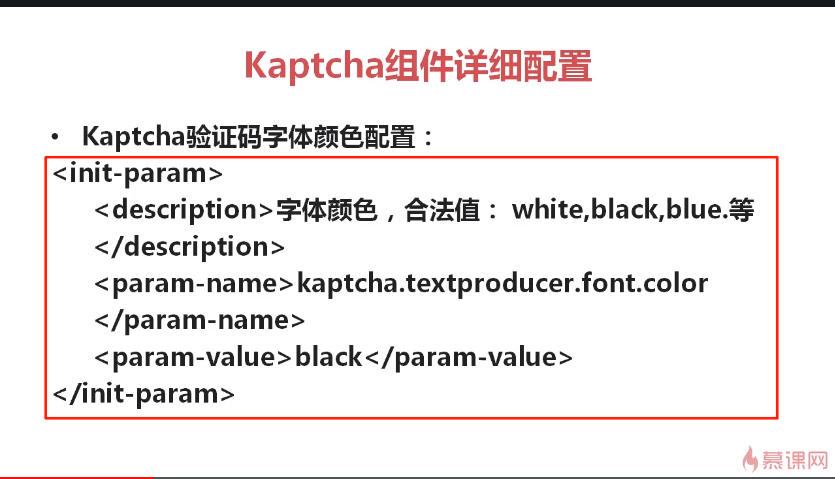 Kaptcha组件详细配置
• Kaptcha验证码字体颜色配置：
<init-param>
<description>字体颜色，合法值： white,black,blue.等
</description>
<param-name>kaptcha.textproducer.font.color
</param-name>
<param-value>black</param-value>
</init-param>
慕课网